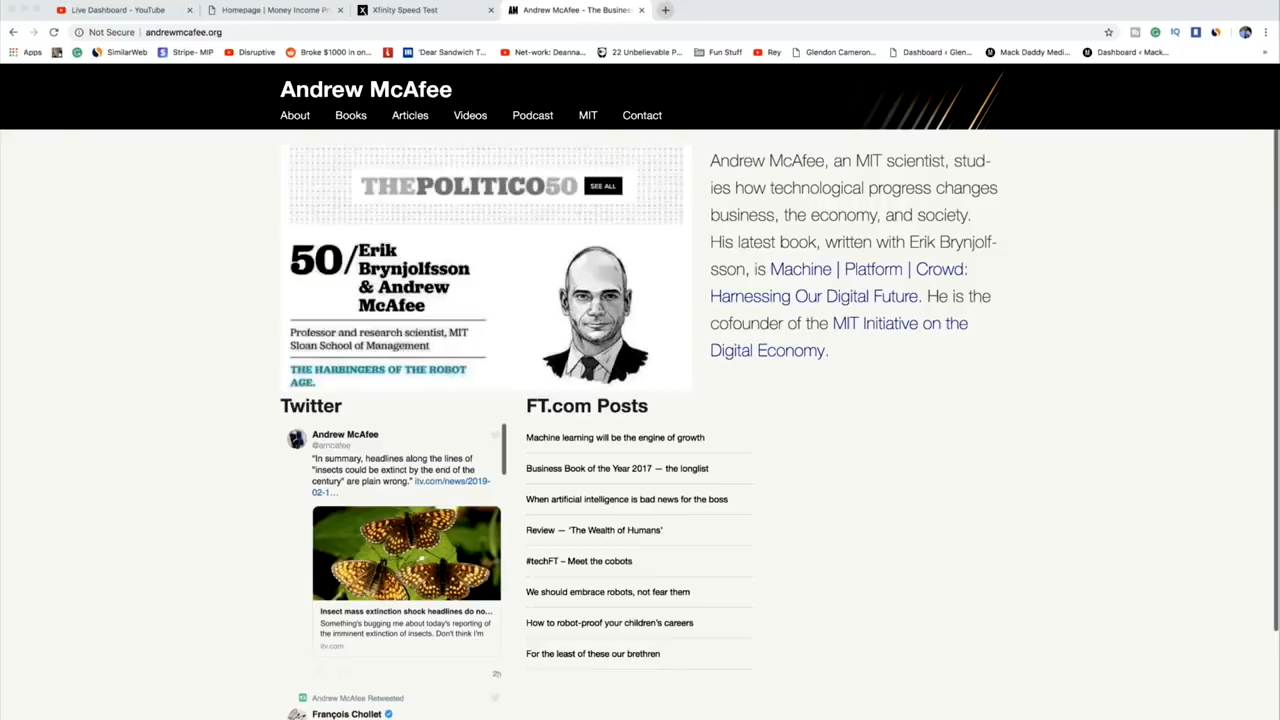 Live Dashboard - YouTube
Homepage | Money Income Pr
Xfinity Speed Test
Andrew McAfee - The Busines
Not Secure | andrewmcafee.org
Apps
SimilarWeb
Stripe- MIP
Disruptive
Broke $1000 in on...
'Dear Sandwich T...
Net-work: Deanna...
22 Unbelievable P...
Fun Stuff
Rey
Glendon Cameron...
Dashboard ‹ Glen...
Mack Daddy Medi...
Dashboard ‹ Mack...
»
Andrew McAfee
About
Books
Articles
Videos
Podcast
MIT
Contact
THEPOLITICO50
SEE ALL
50/
Erik
Brynjolfsson
& Andrew
McAfee
Professor and research scientist, MIT
Sloan School of Management
THE HARBINGERS OF THE ROBOT
AGE.
Andrew McAfee, an MIT scientist, stud-
ies how technological progress changes
business, the economy, and society.
His latest book, written with Erik Brynjolf-
sson, is Machine | Platform | Crowd:
Harnessing Our Digital Future. He is the
cofounder of the MIT Initiative on the
Digital Economy.
Twitter
Andrew McAfee
@amcafee
"In summary, headlines along the lines of
"insects could be extinct by the end of the
century" are plain wrong." itv.com/news/2019-
02-1...
Insect mass extinction shock headlines do no...
Something's bugging me about today's reporting of
the imminent extinction of insects. Don't think I'm
itv.com
Andrew McAfee Retweeted
François Chollet
FT.com Posts
Machine learning will be the engine of growth
Business Book of the Year 2017 — the longlist
When artificial intelligence is bad news for the boss
Review — 'The Wealth of Humans'
#techFT – Meet the cobots
We should embrace robots, not fear them
How to robot-proof your children's careers
For the least of these our brethren